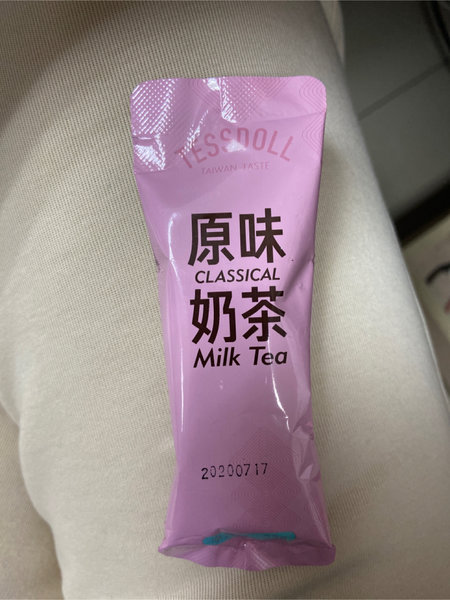 TESSDOLL
TAIWAN TASTE
原味
CLASSICAL
奶茶
Milk Tea
20200717